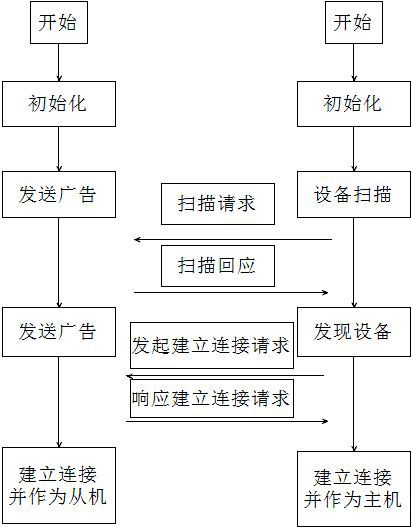 开始
开始
初始化
初始化
发送广告
设备扫描
扫描请求
扫描回应
发送广告
发现设备
发起建立连接请求
响应建立连接请求
建立连接
并作为从机
建立连接
并作为主机